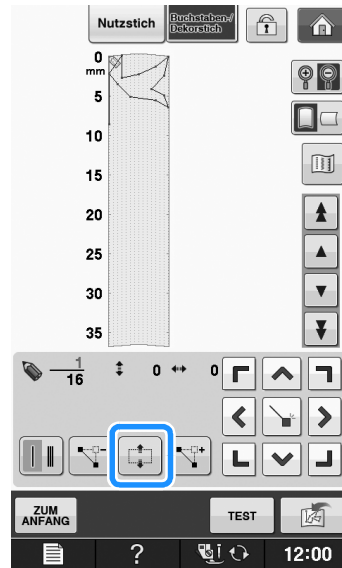 Nutzstich
Buchstaben-/
Dekorstich
0
mm
5
10
15
20
25
30
35
1
16
0
0
ZUM
ANFANG
TEST
?
12:00